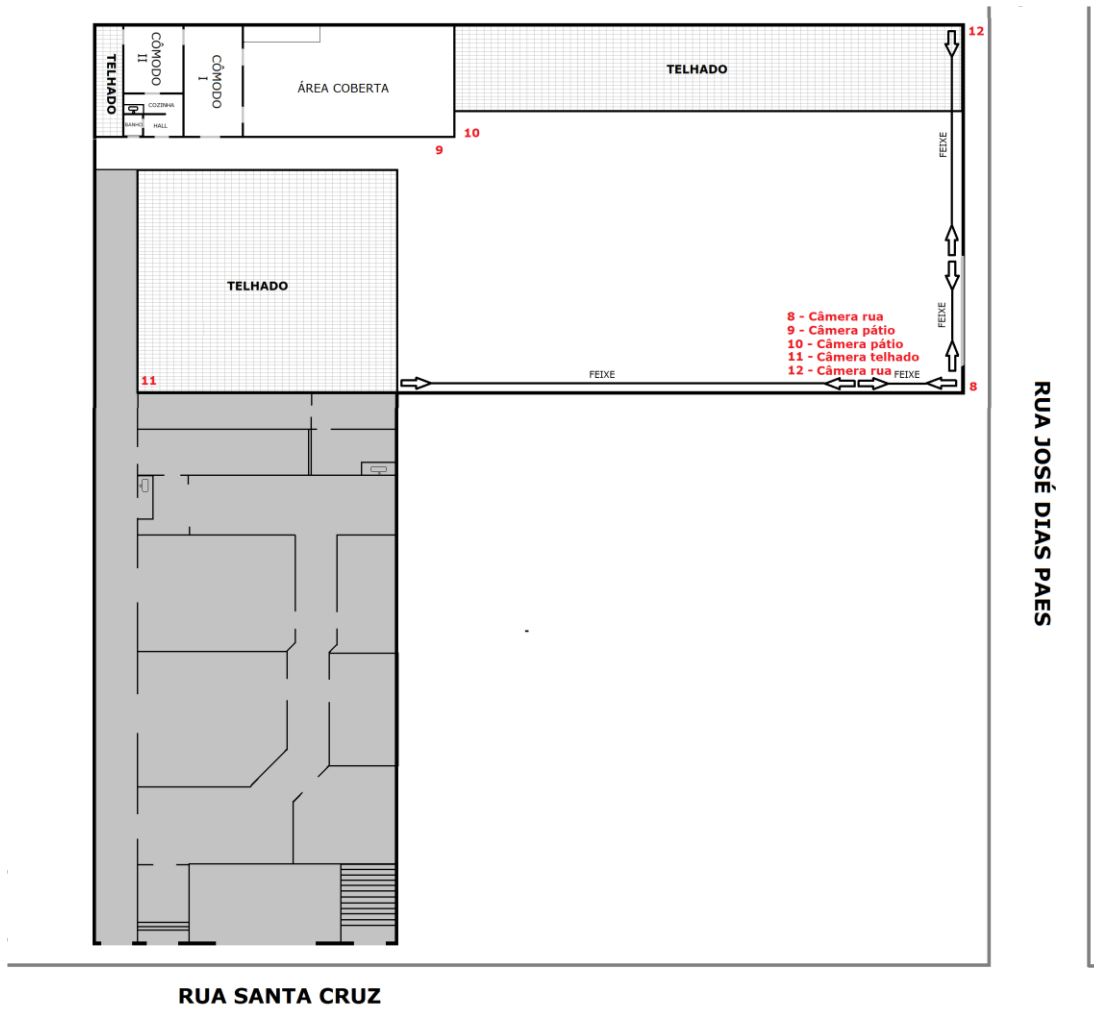 12
TELHADO
CÔMODO
II
CÔMODO
I
ÁREA COBERTA
TELHADO
COZINHA
BANHO
HALL
10
9
FEIXE
TELHADO
FEIXE
8 - Câmera rua
9 - Câmera pátio
10 - Câmera pátio
11 - Câmera telhado
12 - Câmera rua
FEIXE
FEIXE
11
8
RUA JOSÉ DIAS PAES
RUA SANTA CRUZ